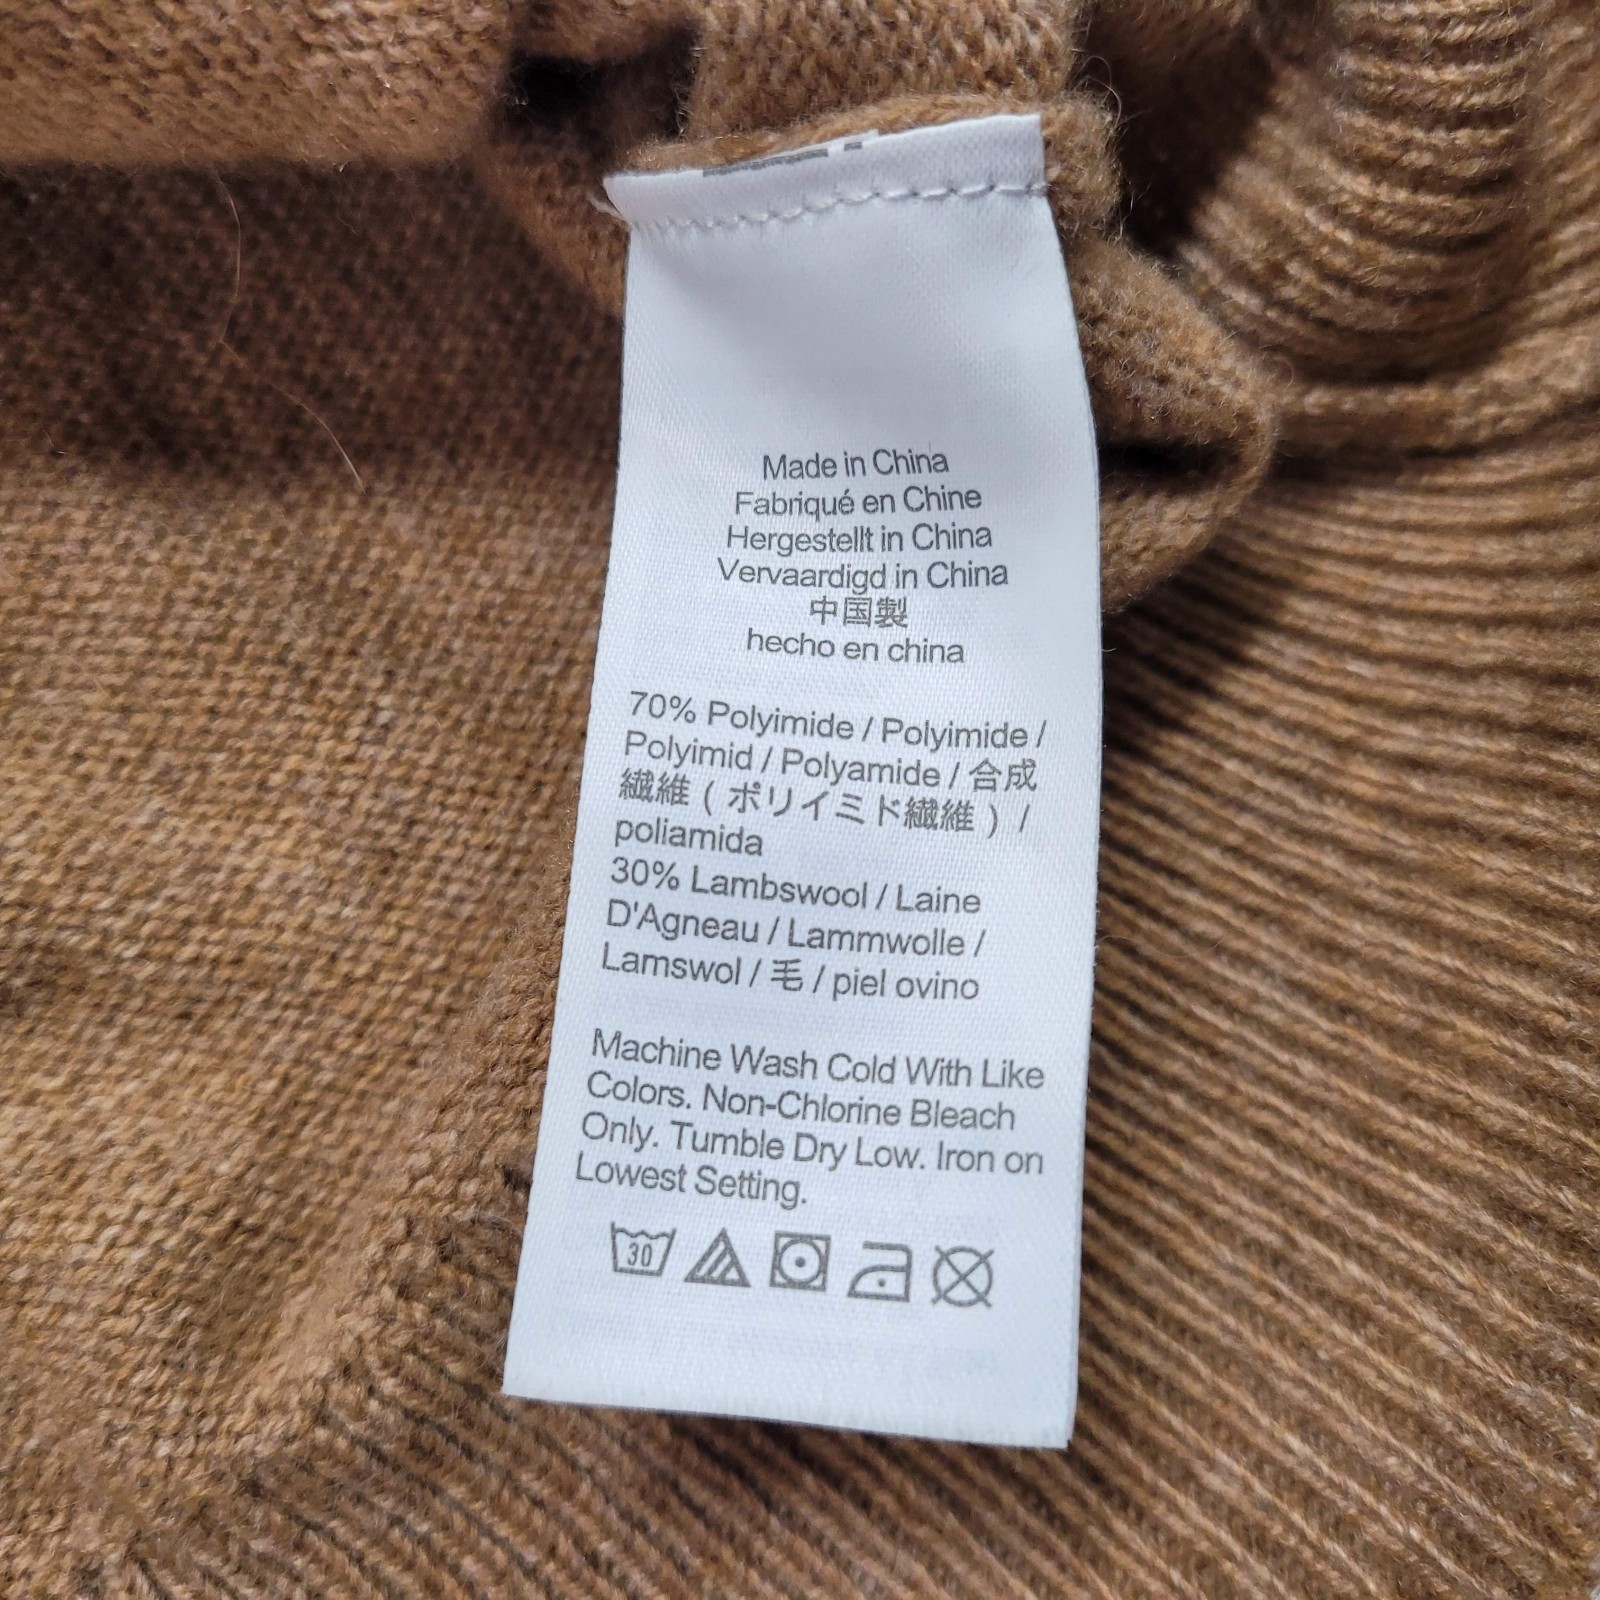 Made in China
Fabriqué en Chine
Hergestellt in China
Vervaardigd in China
中国製
hecho en china
70% Polyimide / Polyimide /
Polyimid / Polyamide / 合成
繊維 ( ポリイミド繊維 ) /
poliamida
30% Lambswool / Laine
D'Agneau / Lammwolle /
Lamswol / 毛 / piel ovino
Machine Wash Cold With Like
Colors. Non-Chlorine Bleach
Only. Tumble Dry Low. Iron on
Lowest Setting.
30